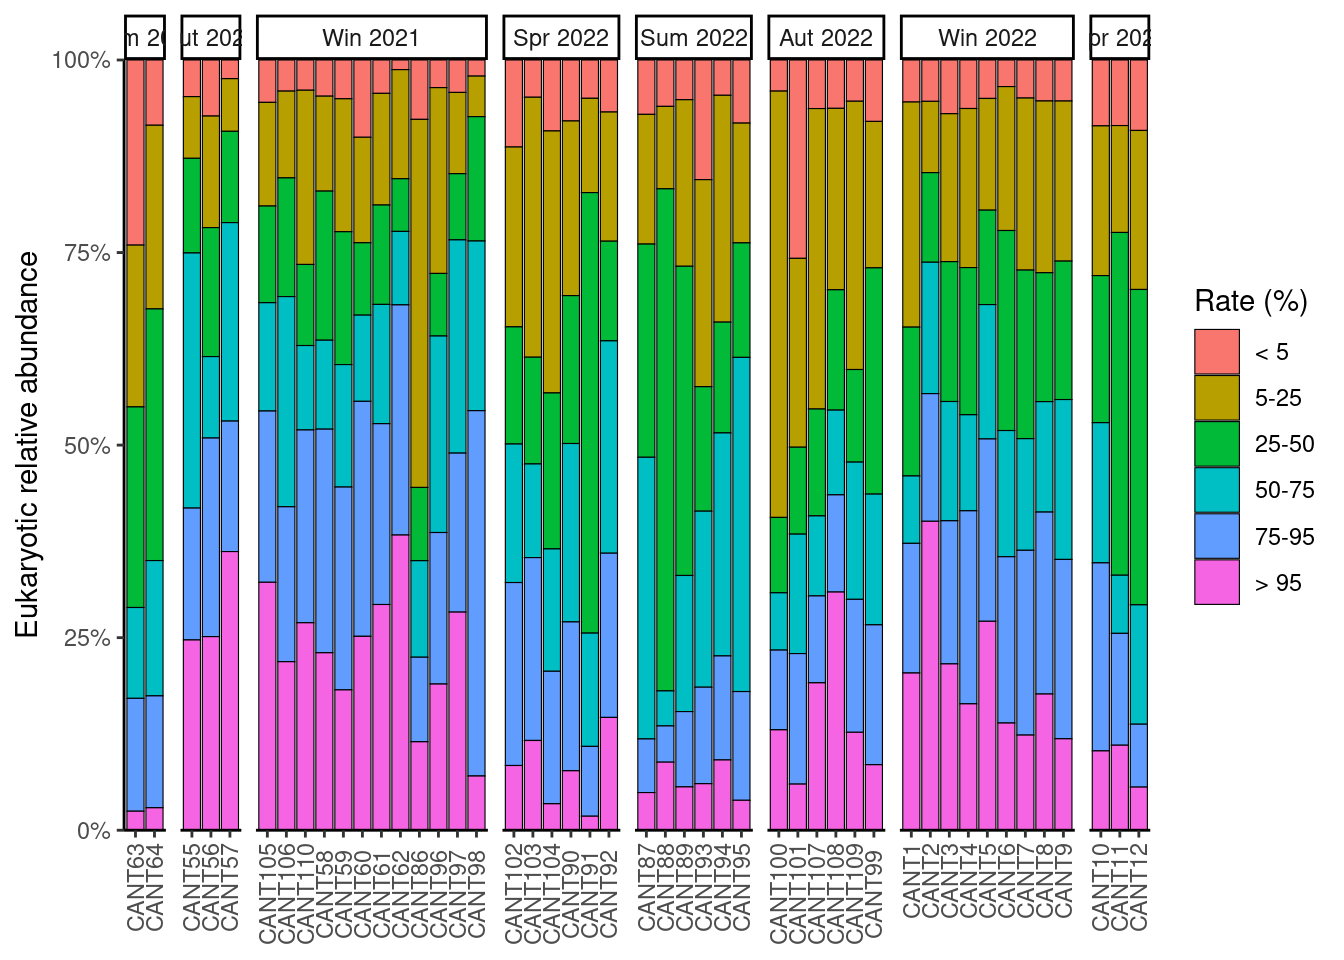 Win 2021
Spr 2022
Sum 2022
Aut 2022
Win 2022
Eukaryotic relative abundance
100%
75%
50%
25%
0%
CANT63
CANT64
CANT55
CANT56
CANT57
CANT105
CANT106
CANT110
CANT58
CANT59
CANT60
CANT61
CANT62
CANT86
CANT96
CANT97
CANT98
CANT102
CANT103
CANT104
CANT90
CANT91
CANT92
CANT87
CANT88
CANT89
CANT93
CANT94
CANT95
CANT100
CANT101
CANT107
CANT108
CANT109
CANT99
CANT1
CANT2
CANT3
CANT4
CANT5
CANT6
CANT7
CANT8
CANT9
CANT10
CANT11
CANT12
Rate (%)
< 5
5-25
25-50
50-75
75-95
> 95